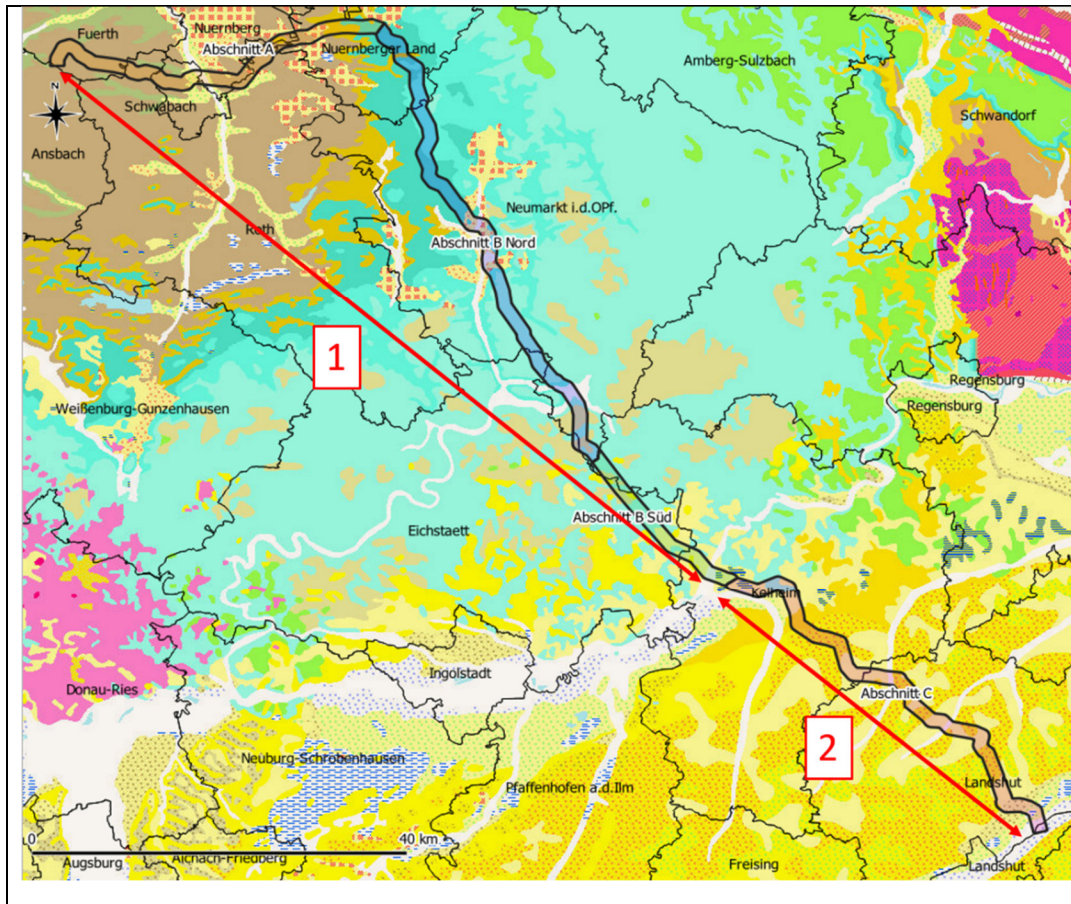 Fuerth
Nuernberg
Abschnitt A
Nuernberger Land
Amberg-Sulzbach
Schwabach
N
Schwandorf
Ansbach
Neumarkt i.d.OPf.
Roth
Abschnitt B Nord
1
Regensburg
Regensburg
Weißenburg-Gunzenhausen
Abschnitt B Süd
Eichstaett
Kelheim
Ingolstadt
Donau-Ries
Abschnitt C
2
Neuburg-Schrobenhausen
Pfaffenhofen a.d.Ilm
Landshut
0
40 km
Augsburg
Aichach-Friedberg
Freising
Landshut